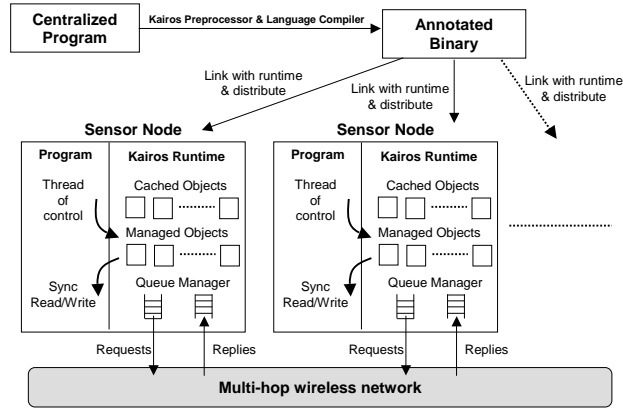 Centralized
Program
Kairos Preprocessor & Language Compiler
Annotated
Binary
Link with runtime
& distribute
Link with runtime
& distribute
Link with runtime
& distribute
Sensor Node
Sensor Node
Program
Kairos Runtime
Cached Objects
Thread
of
control
Managed Objects
Sync
Read/Write
Queue Manager
Program
Kairos Runtime
Cached Objects
Thread
of
control
Managed Objects
Sync
Read/Write
Queue Manager
Requests
Replies
Requests
Replies
Multi-hop wireless network